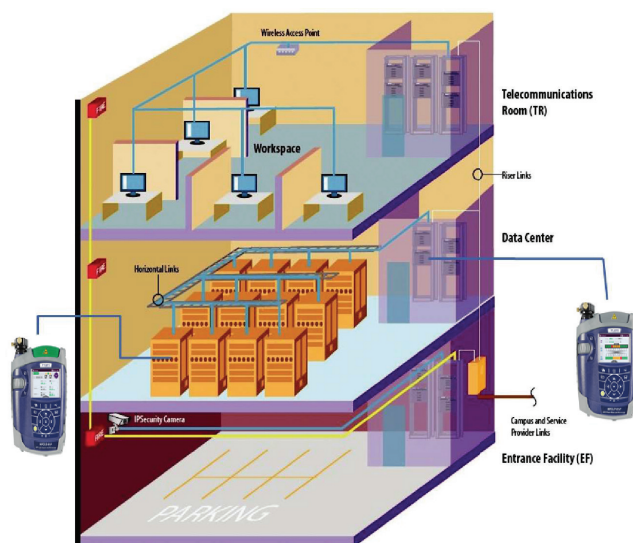 Wireless Access Point
Telecommunications
Room (TR)
Workspace
Riser Links
Data Center
Horizontal Links
IPSecurity Camera
Campus and Service
Provider Links
Entrance Facility (EF)
PARKING